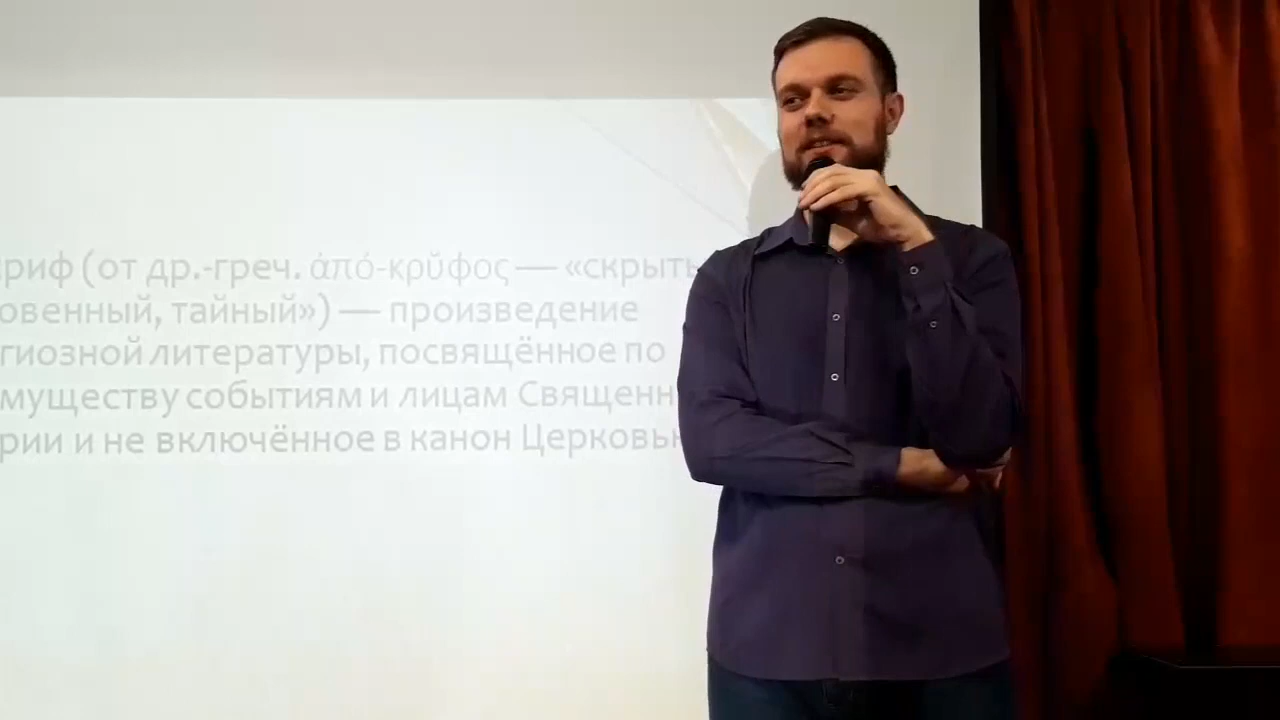 риф (от др.-греч. ἀπό-κρῠφος — «скрыть
овенный, тайный») — произведение
гиозной литературы, посвящённое по
муществу событиям и лицам Священн
рии и не включённое в канон Церковь